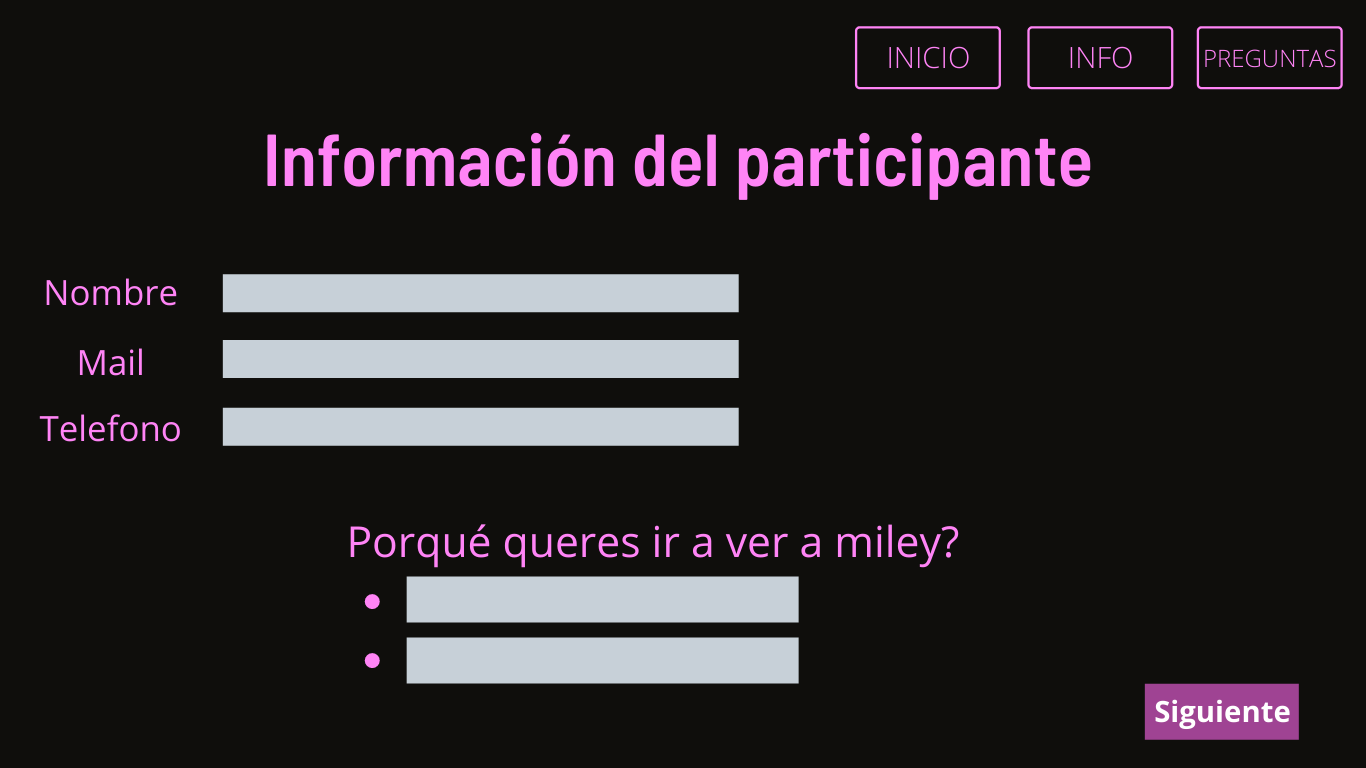 INICIO INFO PREGUNTAS
Información del participante
Nombre
Mail
Telefono
Porqué queres ir a ver a miley?
Siguiente